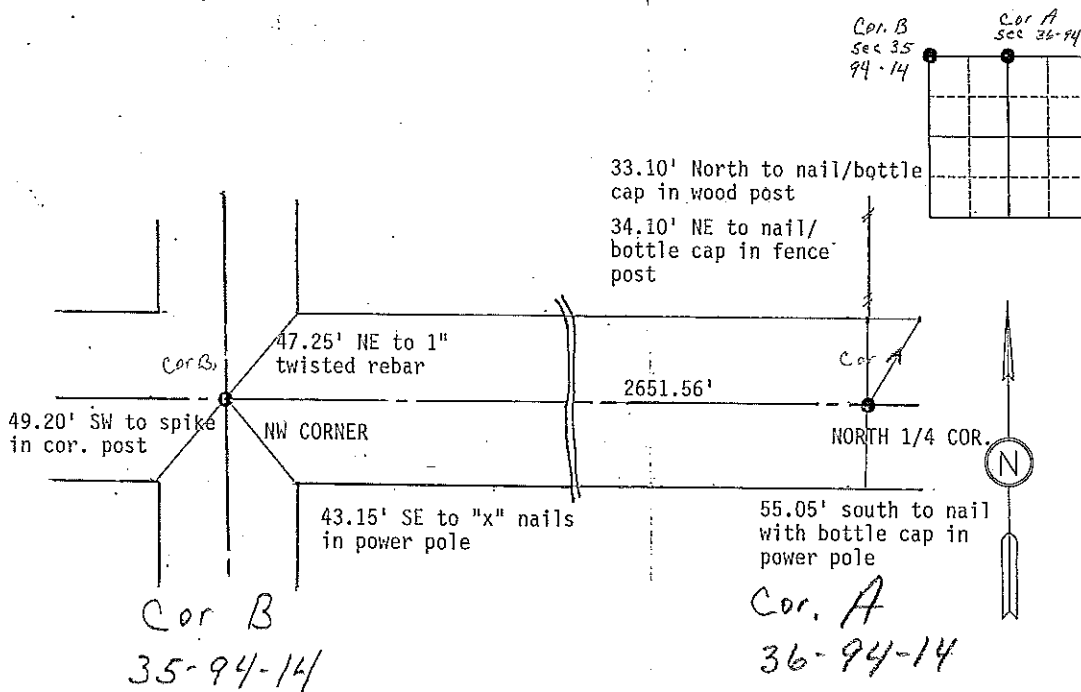 Cor. B
Sec 35
94-14
Cor A
Sec 36-94
33.10' North to nail/bottle
cap in wood post
34.10' NE to nail/
bottle cap in fence
post
47.25' NE to 1"
twisted rebar
Cor B,
Cor A
2651.56'
49.20' SW to spike
in cor. post
NW CORNER
NORTH 1/4 COR.
N
43.15' SE to "x" nails
in power pole
55.05' south to nail
with bottle cap in
power pole
Cor B
35-94-14
Cor. A
36-94-14